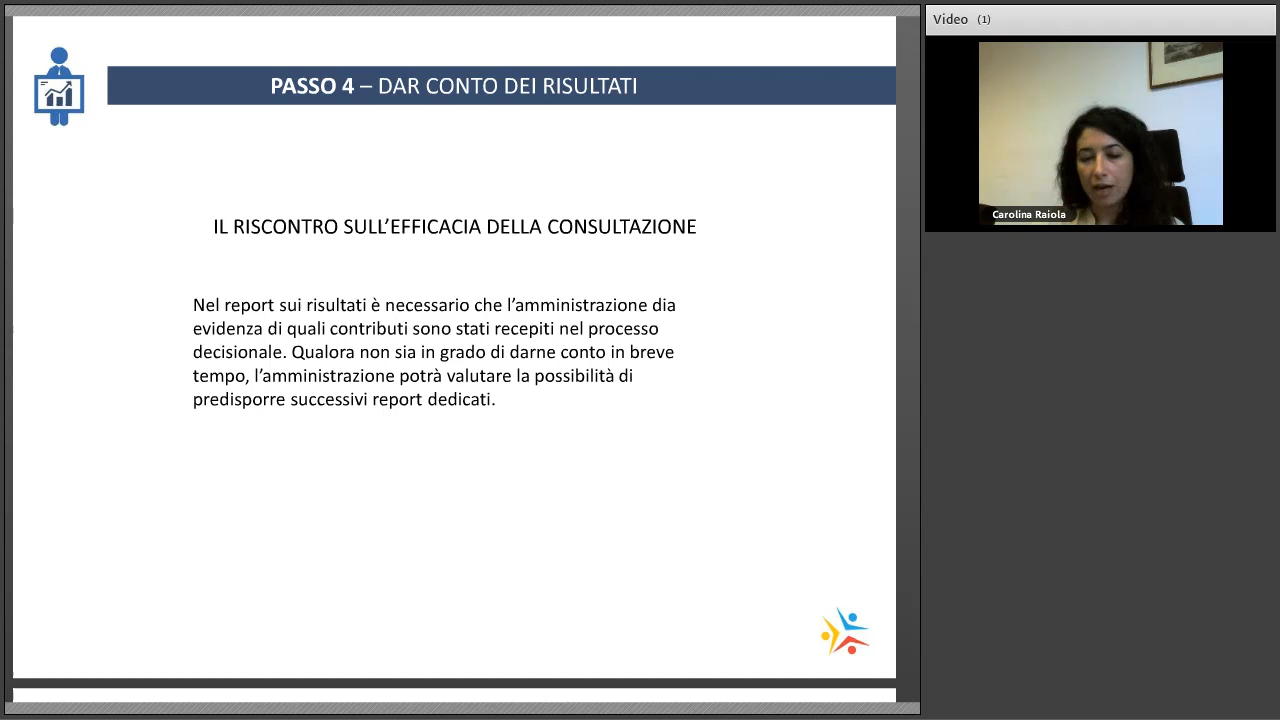 Video (1)
PASSO 4 – DAR CONTO DEI RISULTATI
Carolina Raiola
IL RISCONTRO SULL'EFFICACIA DELLA CONSULTAZIONE
Nel report sui risultati è necessario che l'amministrazione dia
evidenza di quali contributi sono stati recepiti nel processo
decisionale. Qualora non sia in grado di darne conto in breve
tempo, l'amministrazione potrà valutare la possibilità di
predisporre successivi report dedicati.